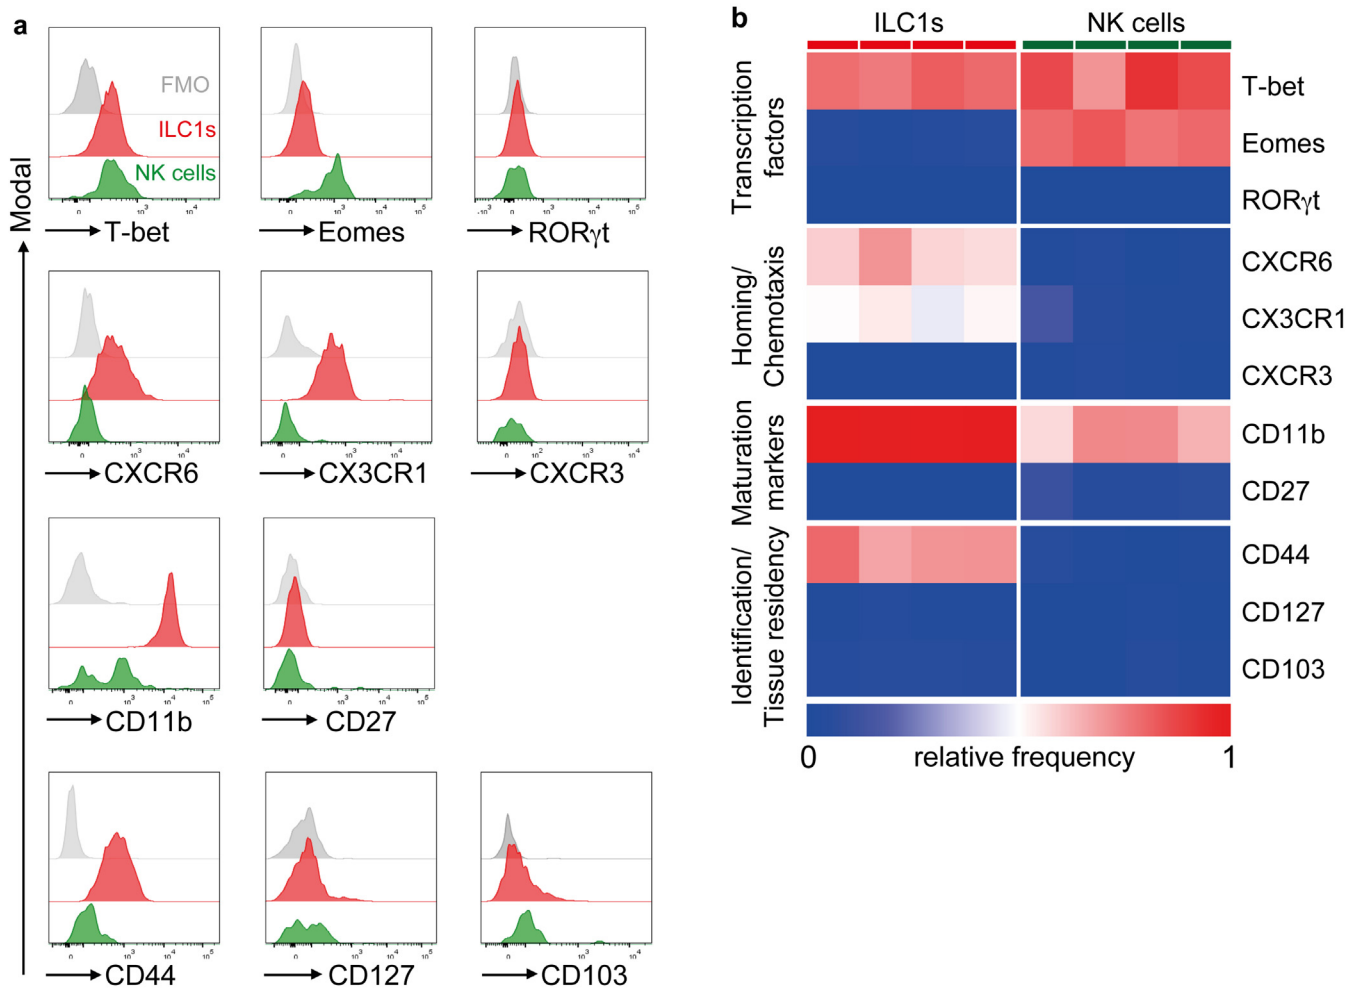 a
FMO
ILC1s
NK cells
Modal
T-bet
Eomes
RORγt
CXCR6
CX3CR1
CXCR3
CD11b
CD27
CD44
CD127
CD103
b
ILC1s
NK cells
Transcription
factors
T-bet
Eomes
RORγt
Homing/
Chemotaxis
CXCR6
CX3CR1
CXCR3
Maturation
markers
CD11b
CD27
Identification/
Tissue residency
CD44
CD127
CD103
0 relative frequency 1